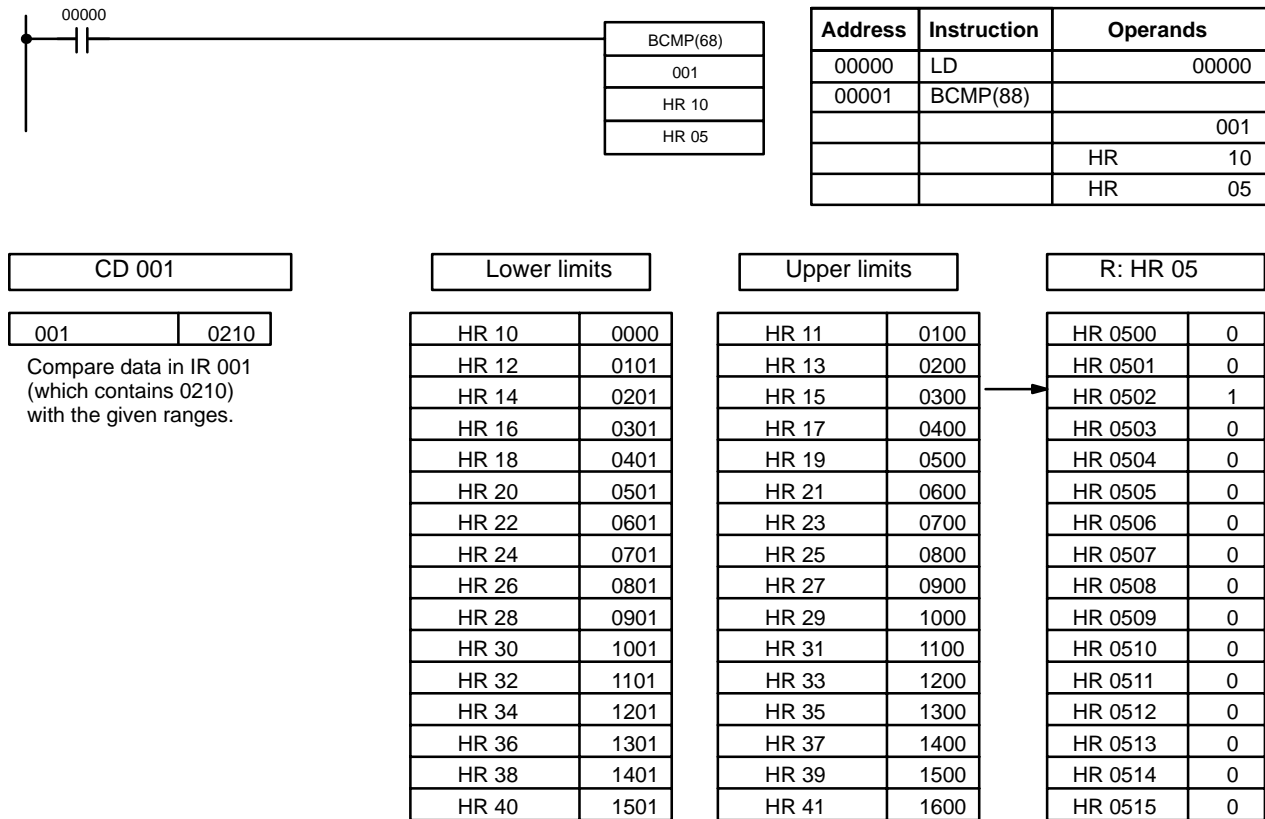 00000
BCMP(68)
001
HR 10
HR 05
Address Instruction Operands
00000 LD 00000
00001 BCMP(88)
001
HR 10
HR 05
CD 001
001 0210
Compare data in IR 001
(which contains 0210)
with the given ranges.
Lower limits Upper limits R: HR 05
HR 10 0000 HR 11 0100 HR 0500 0
HR 12 0101 HR 13 0200 HR 0501 0
HR 14 0201 HR 15 0300 HR 0502 1
HR 16 0301 HR 17 0400 HR 0503 0
HR 18 0401 HR 19 0500 HR 0504 0
HR 20 0501 HR 21 0600 HR 0505 0
HR 22 0601 HR 23 0700 HR 0506 0
HR 24 0701 HR 25 0800 HR 0507 0
HR 26 0801 HR 27 0900 HR 0508 0
HR 28 0901 HR 29 1000 HR 0509 0
HR 30 1001 HR 31 1100 HR 0510 0
HR 32 1101 HR 33 1200 HR 0511 0
HR 34 1201 HR 35 1300 HR 0512 0
HR 36 1301 HR 37 1400 HR 0513 0
HR 38 1401 HR 39 1500 HR 0514 0
HR 40 1501 HR 41 1600 HR 0515 0